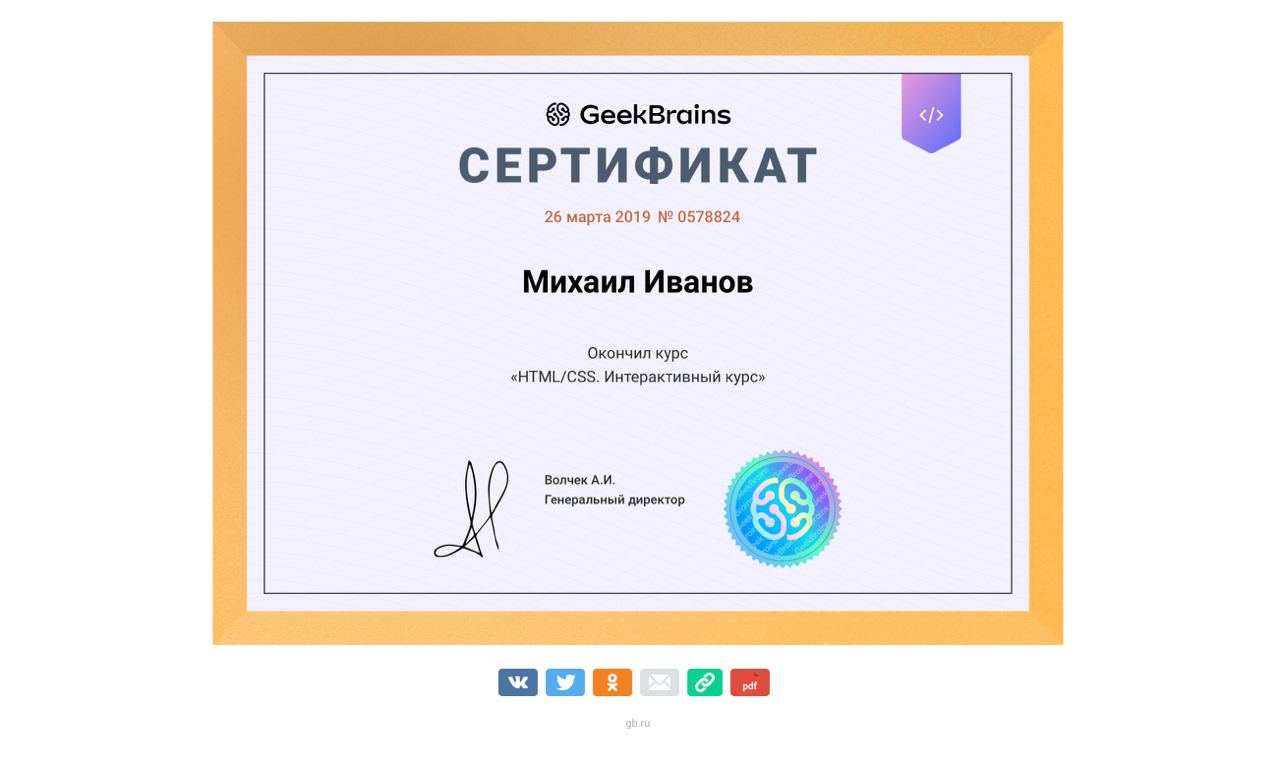 GeekBrains
</>
СЕРТИФИКАТ
26 марта 2019 № 0578824
Михаил Иванов
Окончил курс
«HTML/CSS. Интерактивный курс»
Волчек А.И.
Генеральный директор
GeekBrains
pdf
gb.ru